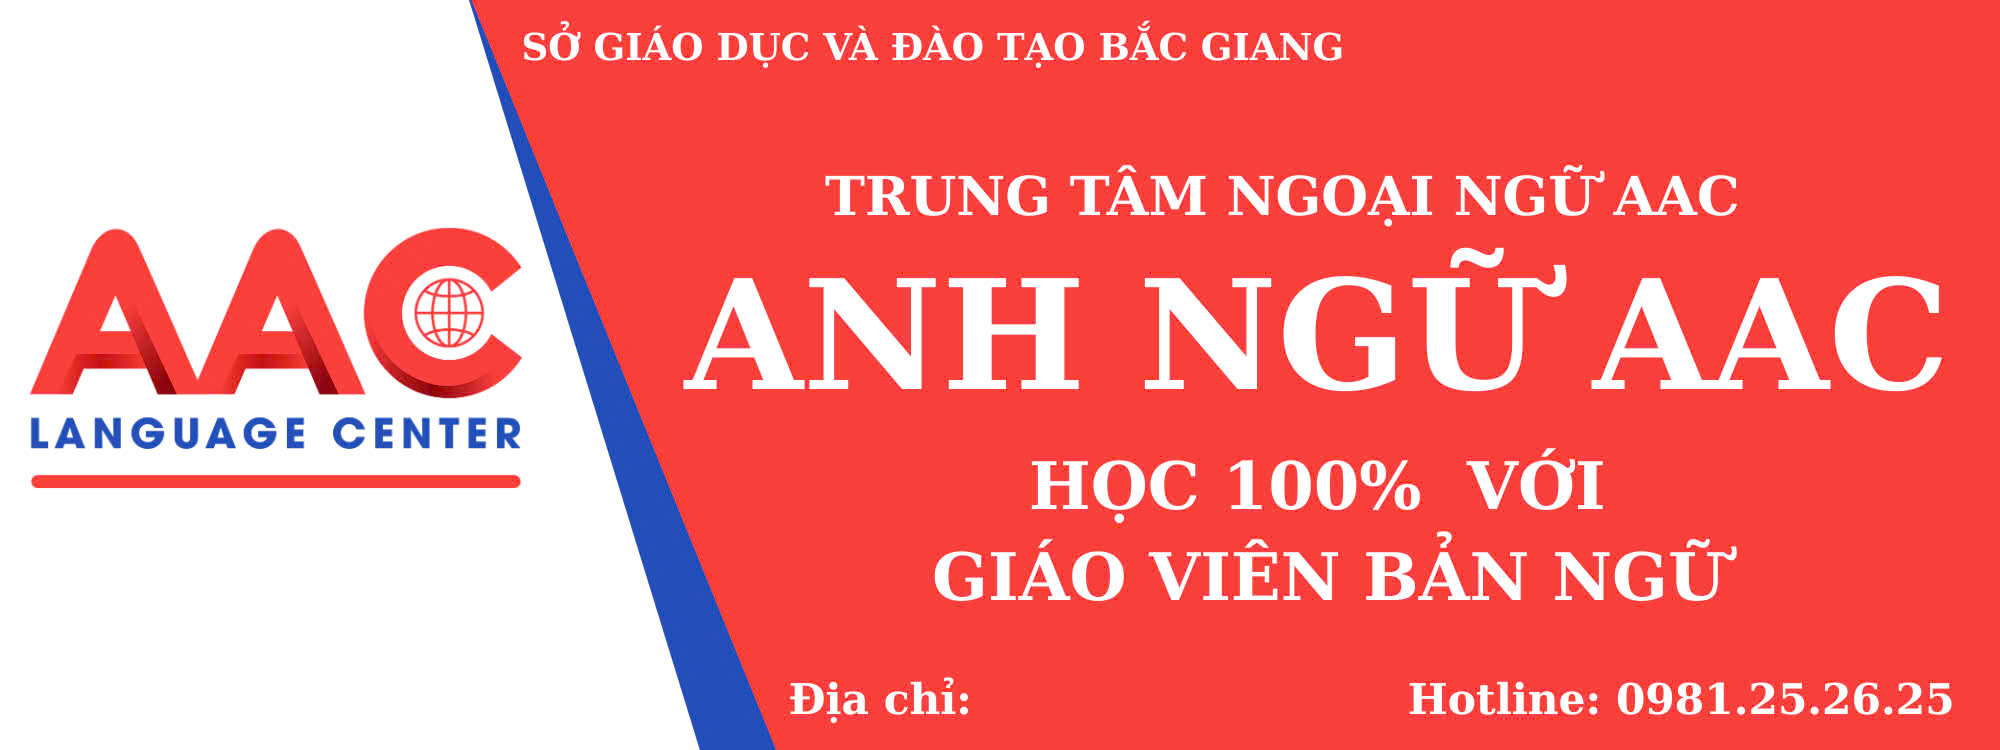 SỞ GIÁO DỤC VÀ ĐÀO TẠO BẮC GIANG
TRUNG TÂM NGOẠI NGỮ AAC
ANH NGỮ AAC
HỌC 100% VỚI
GIÁO VIÊN BẢN NGỮ
Địa chỉ:
Hotline: 0981.25.26.25
AAC
LANGUAGE CENTER